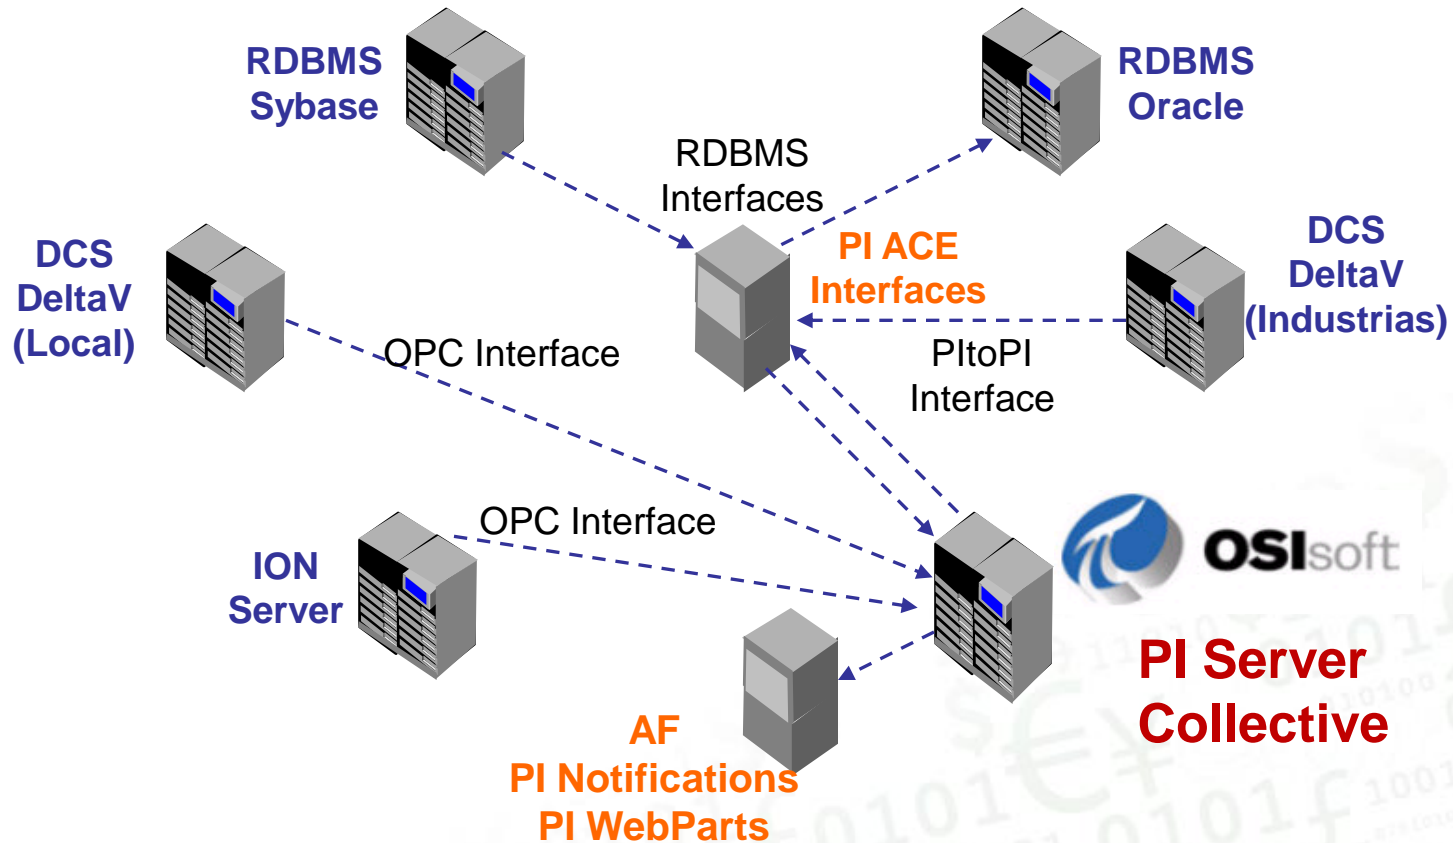 RDBMS
Sybase
RDBMS
Oracle
RDBMS
Interfaces
DCS
DeltaV
(Local)
PI ACE
Interfaces
DCS
DeltaV
(Industrias)
OPC Interface
PItoPI
Interface
OPC Interface
ION
Server
OSIsoft
PI Server
Collective
AF
PI Notifications
PI WebParts